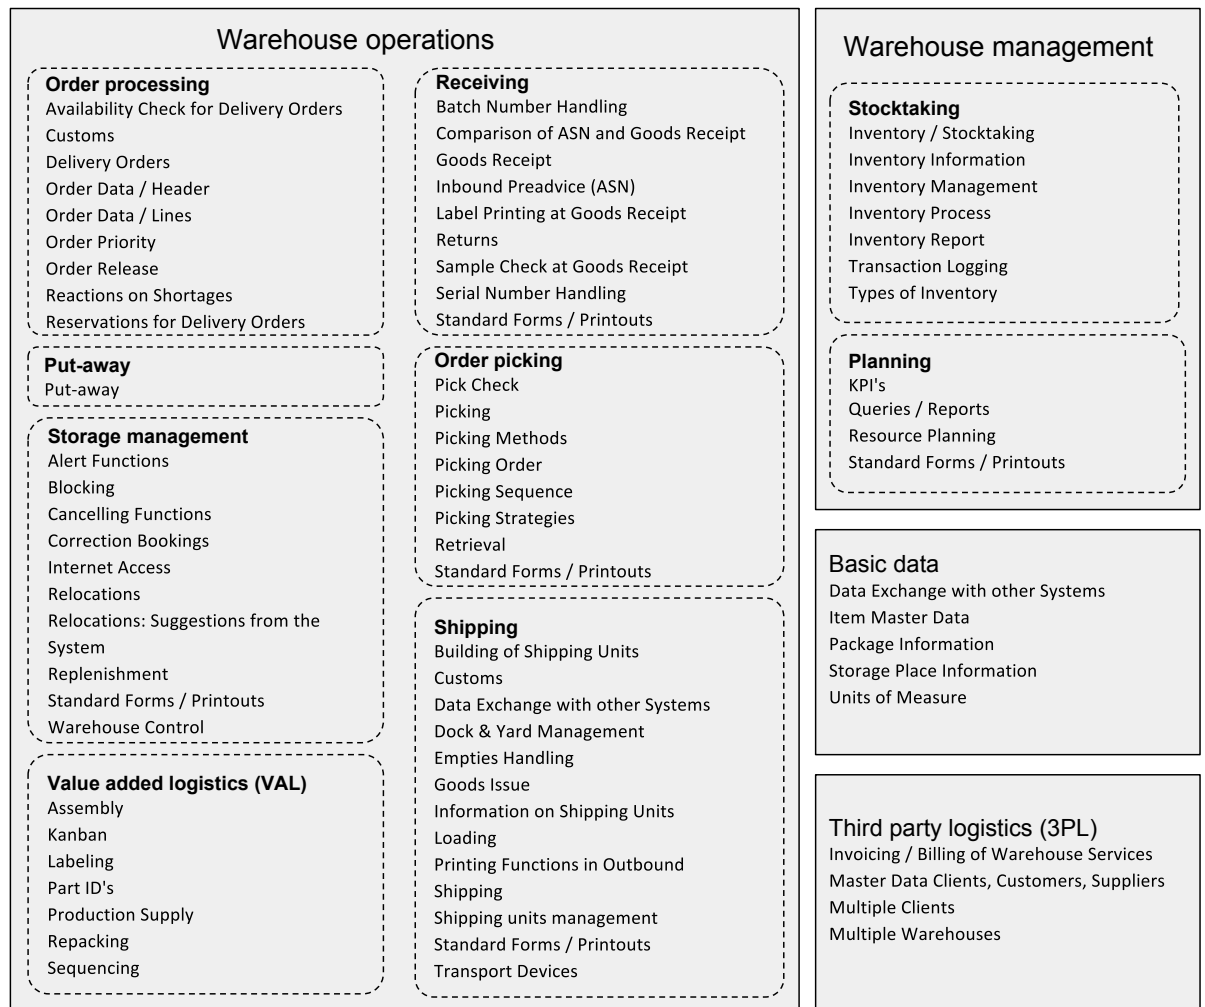 Warehouse operations
Order processing
Availability Check for Delivery Orders
Customs
Delivery Orders
Order Data / Header
Order Data / Lines
Order Priority
Order Release
Reactions on Shortages
Reservations for Delivery Orders
Put-away
Put-away
Storage management
Alert Functions
Blocking
Cancelling Functions
Correction Bookings
Internet Access
Relocations
Relocations: Suggestions from the
System
Replenishment
Standard Forms / Printouts
Warehouse Control
Value added logistics (VAL)
Assembly
Kanban
Labeling
Part ID's
Production Supply
Repacking
Sequencing
Receiving
Batch Number Handling
Comparison of ASN and Goods Receipt
Goods Receipt
Inbound Preadvice (ASN)
Label Printing at Goods Receipt
Returns
Sample Check at Goods Receipt
Serial Number Handling
Standard Forms / Printouts
Order picking
Pick Check
Picking
Picking Methods
Picking Order
Picking Sequence
Picking Strategies
Retrieval
Standard Forms / Printouts
Shipping
Building of Shipping Units
Customs
Data Exchange with other Systems
Dock & Yard Management
Empties Handling
Goods Issue
Information on Shipping Units
Loading
Printing Functions in Outbound
Shipping
Shipping units management
Standard Forms / Printouts
Transport Devices
Warehouse management
Stocktaking
Inventory / Stocktaking
Inventory Information
Inventory Management
Inventory Process
Inventory Report
Transaction Logging
Types of Inventory
Planning
KPI's
Queries / Reports
Resource Planning
Standard Forms / Printouts
Basic data
Data Exchange with other Systems
Item Master Data
Package Information
Storage Place Information
Units of Measure
Third party logistics (3PL)
Invoicing / Billing of Warehouse Services
Master Data Clients, Customers, Suppliers
Multiple Clients
Multiple Warehouses